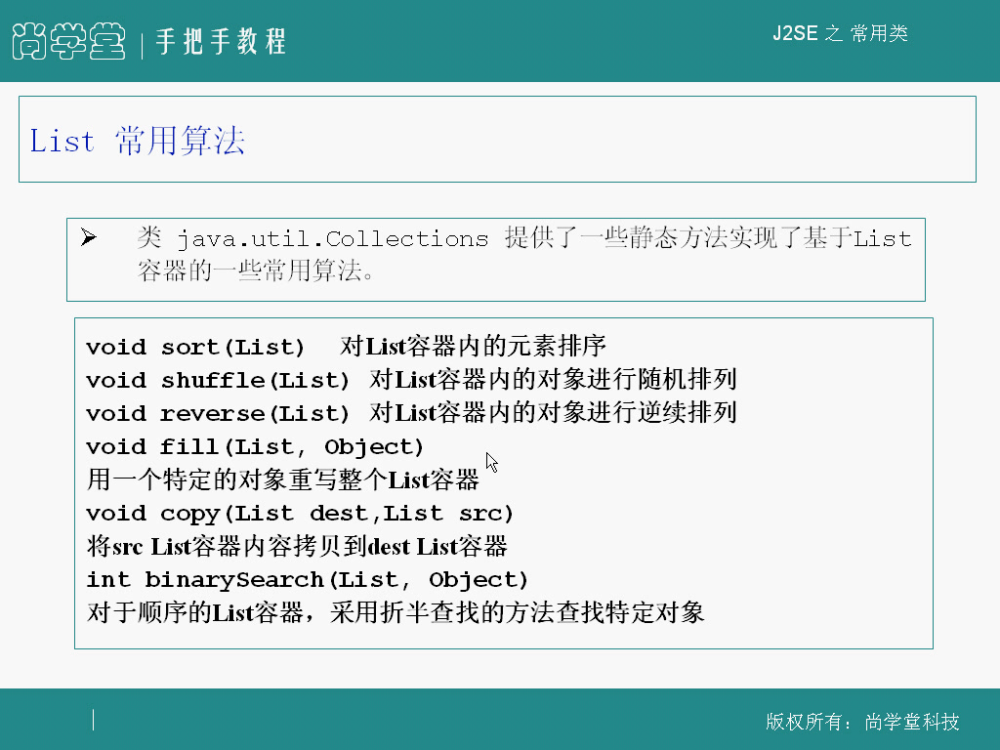 尚学堂 | 手把手教程
J2SE 之 常用类
List 常用算法
➢ 类 java.util.Collections 提供了一些静态方法实现了基于List
容器的一些常用算法。
void sort(List) 对List容器内的元素排序
void shuffle(List) 对List容器内的对象进行随机排列
void reverse(List) 对List容器内的对象进行逆续排列
void fill(List, Object)
用一个特定的对象重写整个List容器
void copy(List dest,List src)
将src List容器内容拷贝到dest List容器
int binarySearch(List, Object)
对于顺序的List容器，采用折半查找的方法查找特定对象
版权所有：尚学堂科技